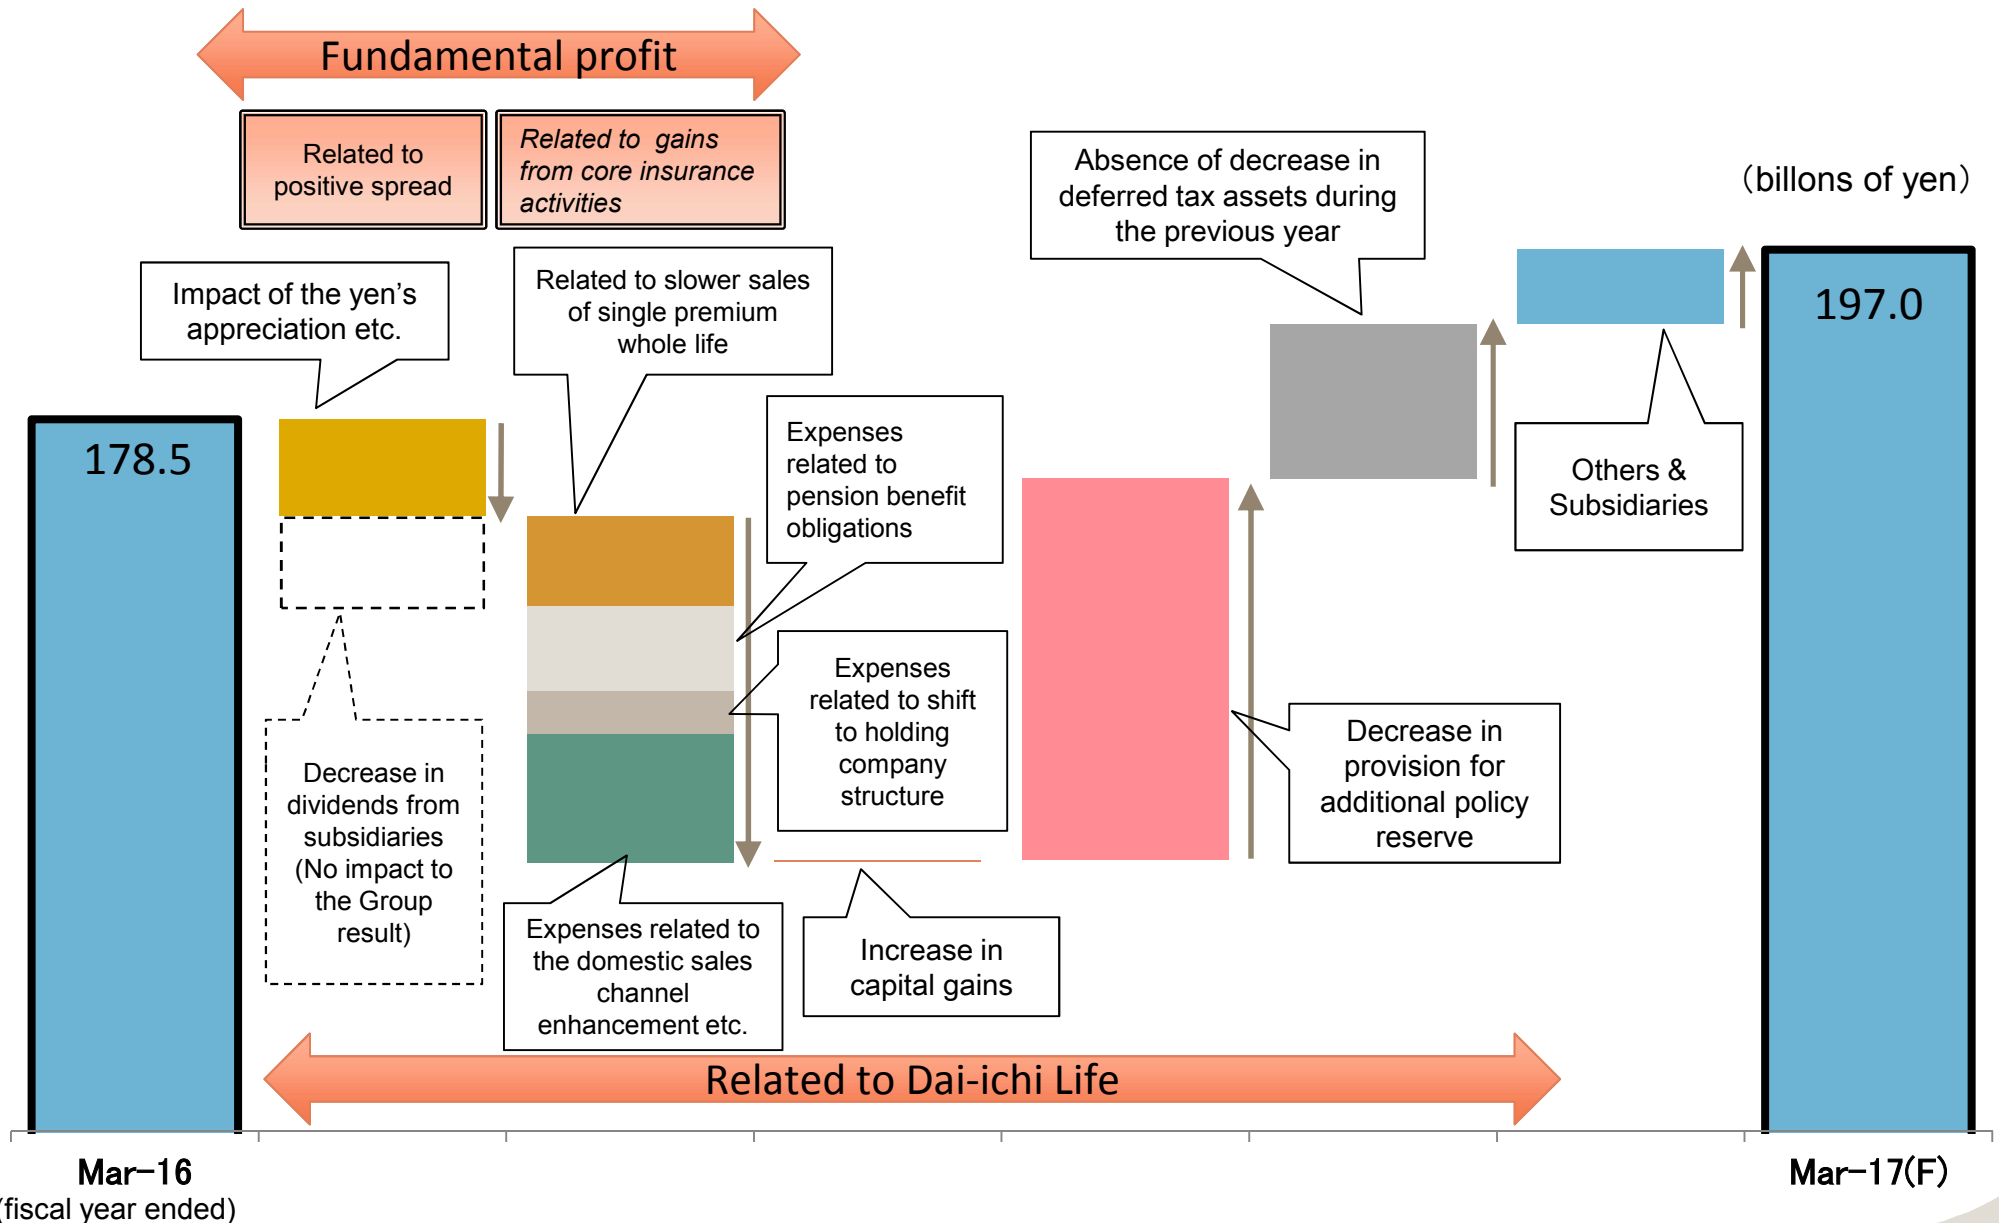 Fundamental profit
Related to
positive spread
Related to gains
from core insurance
activities
Absence of decrease in
deferred tax assets during
the previous year
（billons of yen）
Impact of the yen’s
appreciation etc.
Related to slower sales
of single premium
whole life
197.0
178.5
Expenses
related to
pension benefit
obligations
Others &
Subsidiaries
Expenses
related to shift
to holding
company
structure
Decrease in
provision for
additional policy
reserve
Decrease in
dividends from
subsidiaries
(No impact to
the Group
result)
Expenses related to
the domestic sales
channel
enhancement etc.
Increase in
capital gains
Related to Dai-ichi Life
Mar-16
(fiscal year ended)
Mar-17(F)